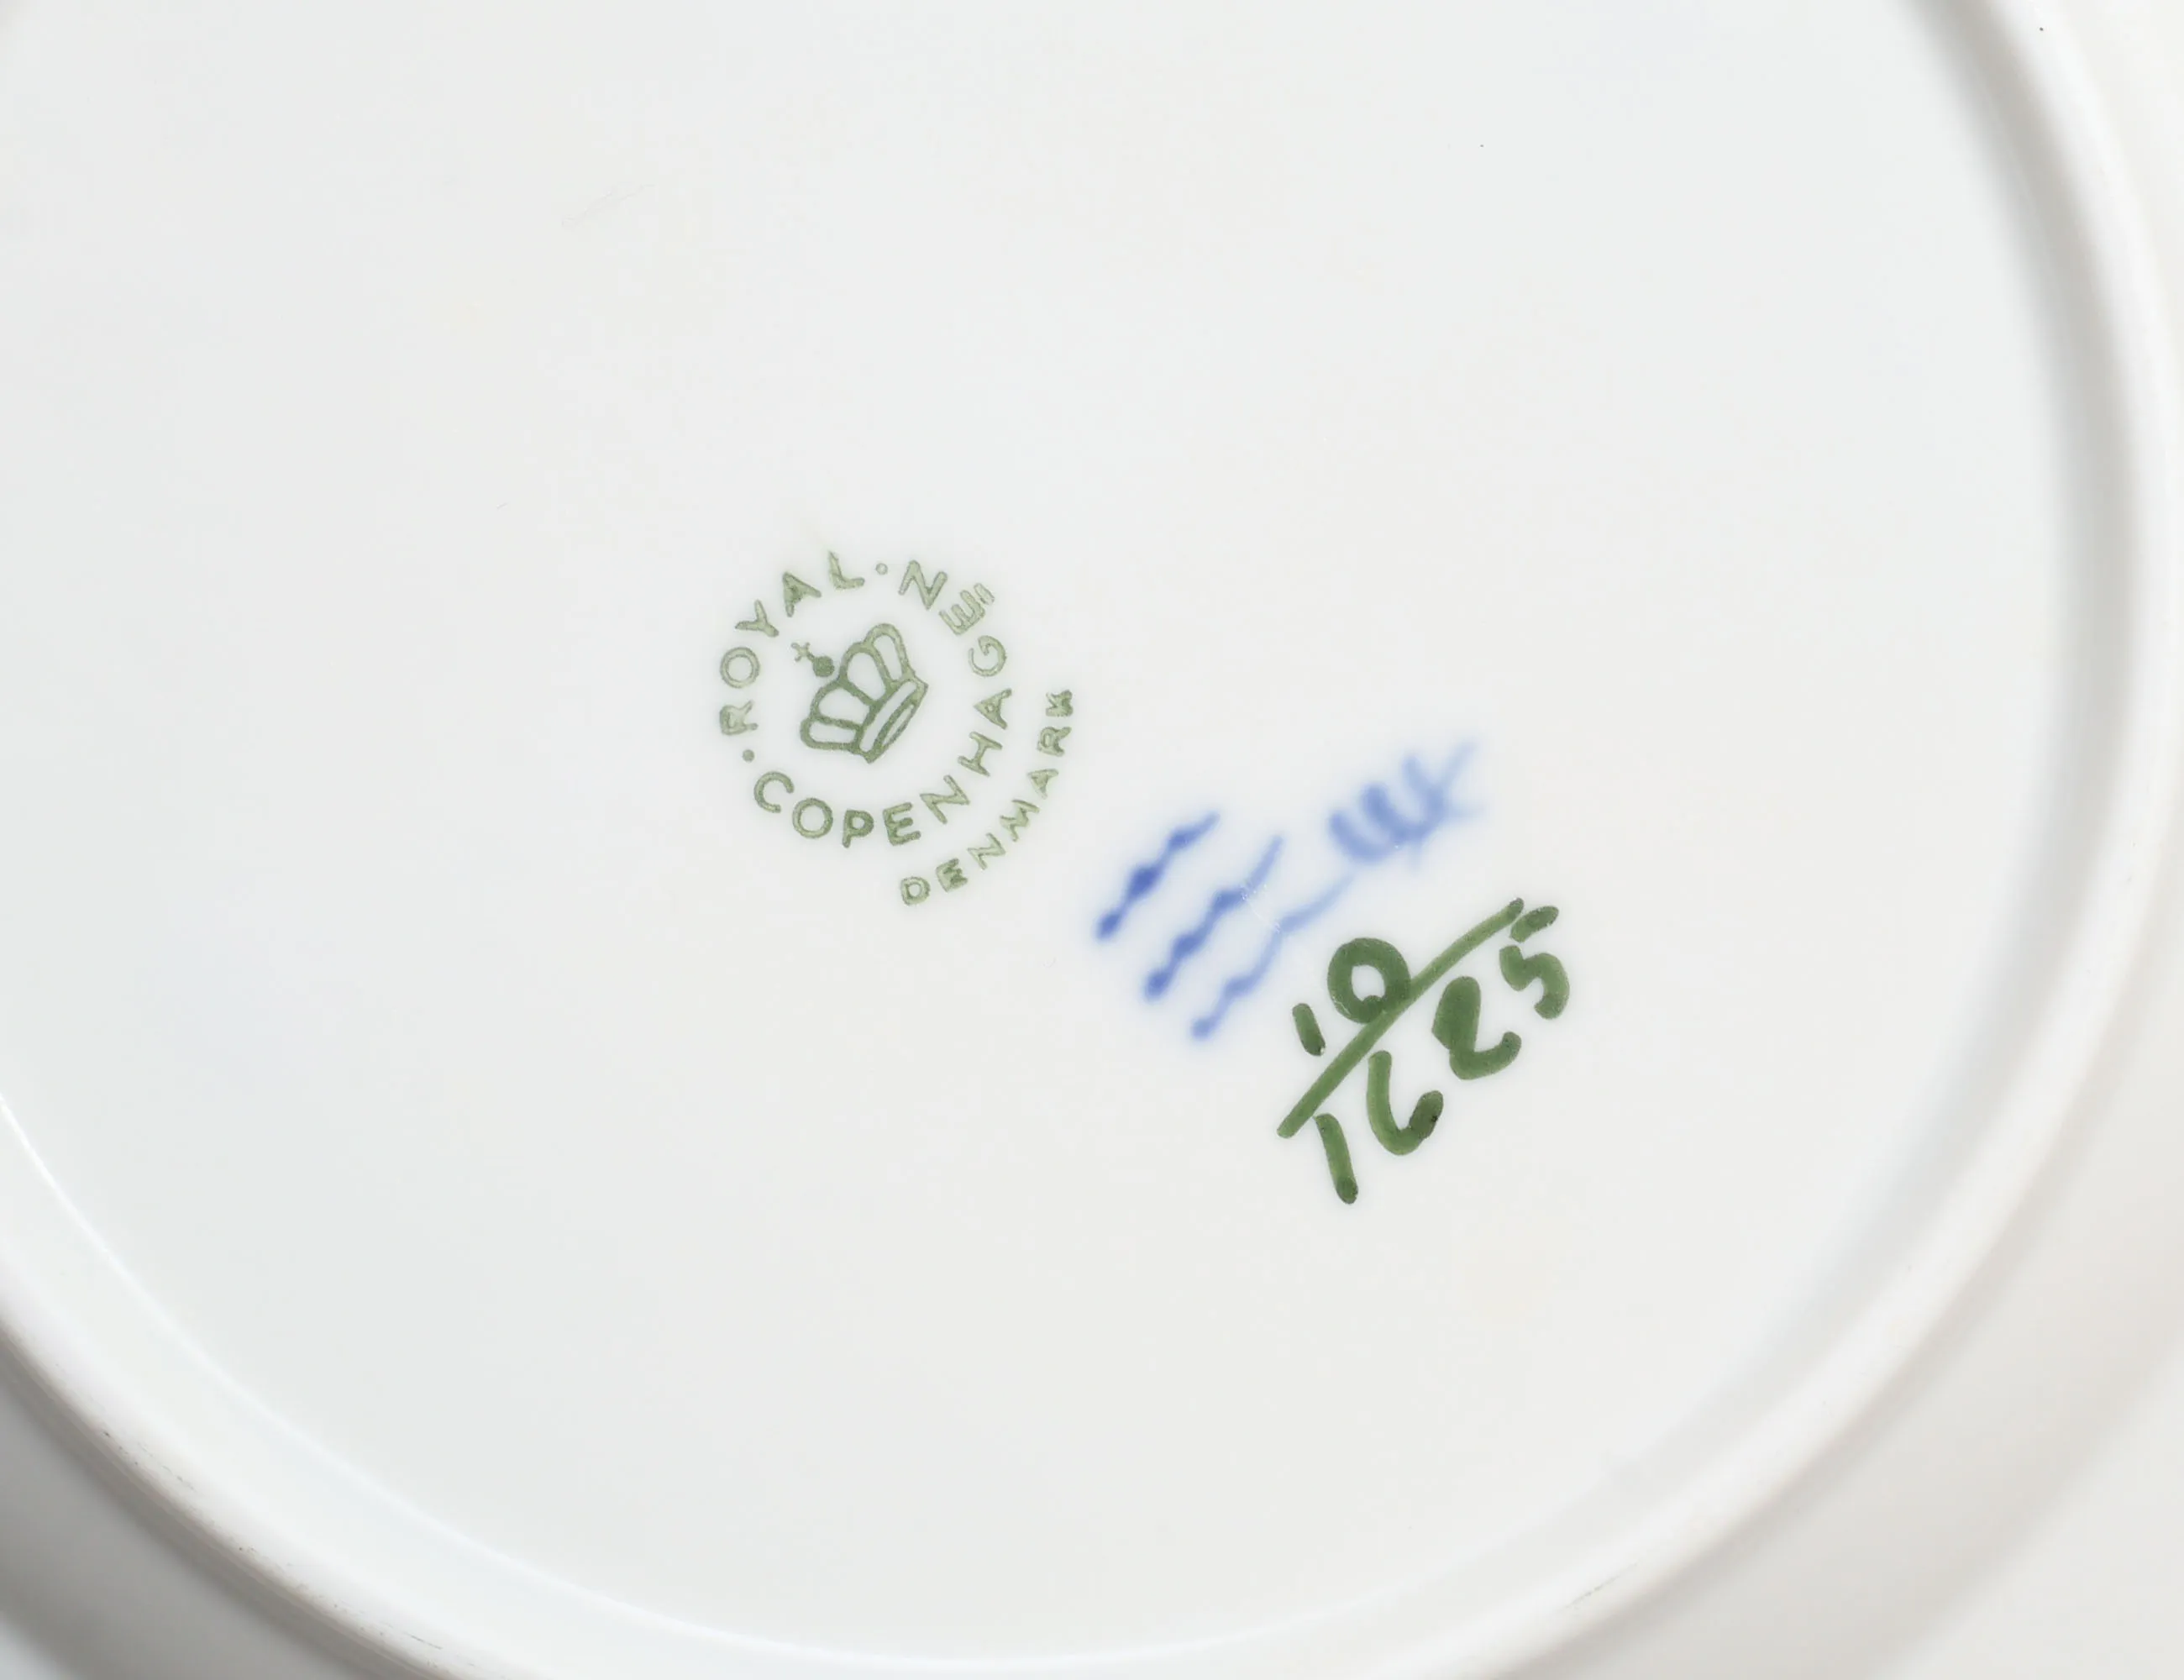 ROYAL · COPENHAGEN
DENMARK
10
1625